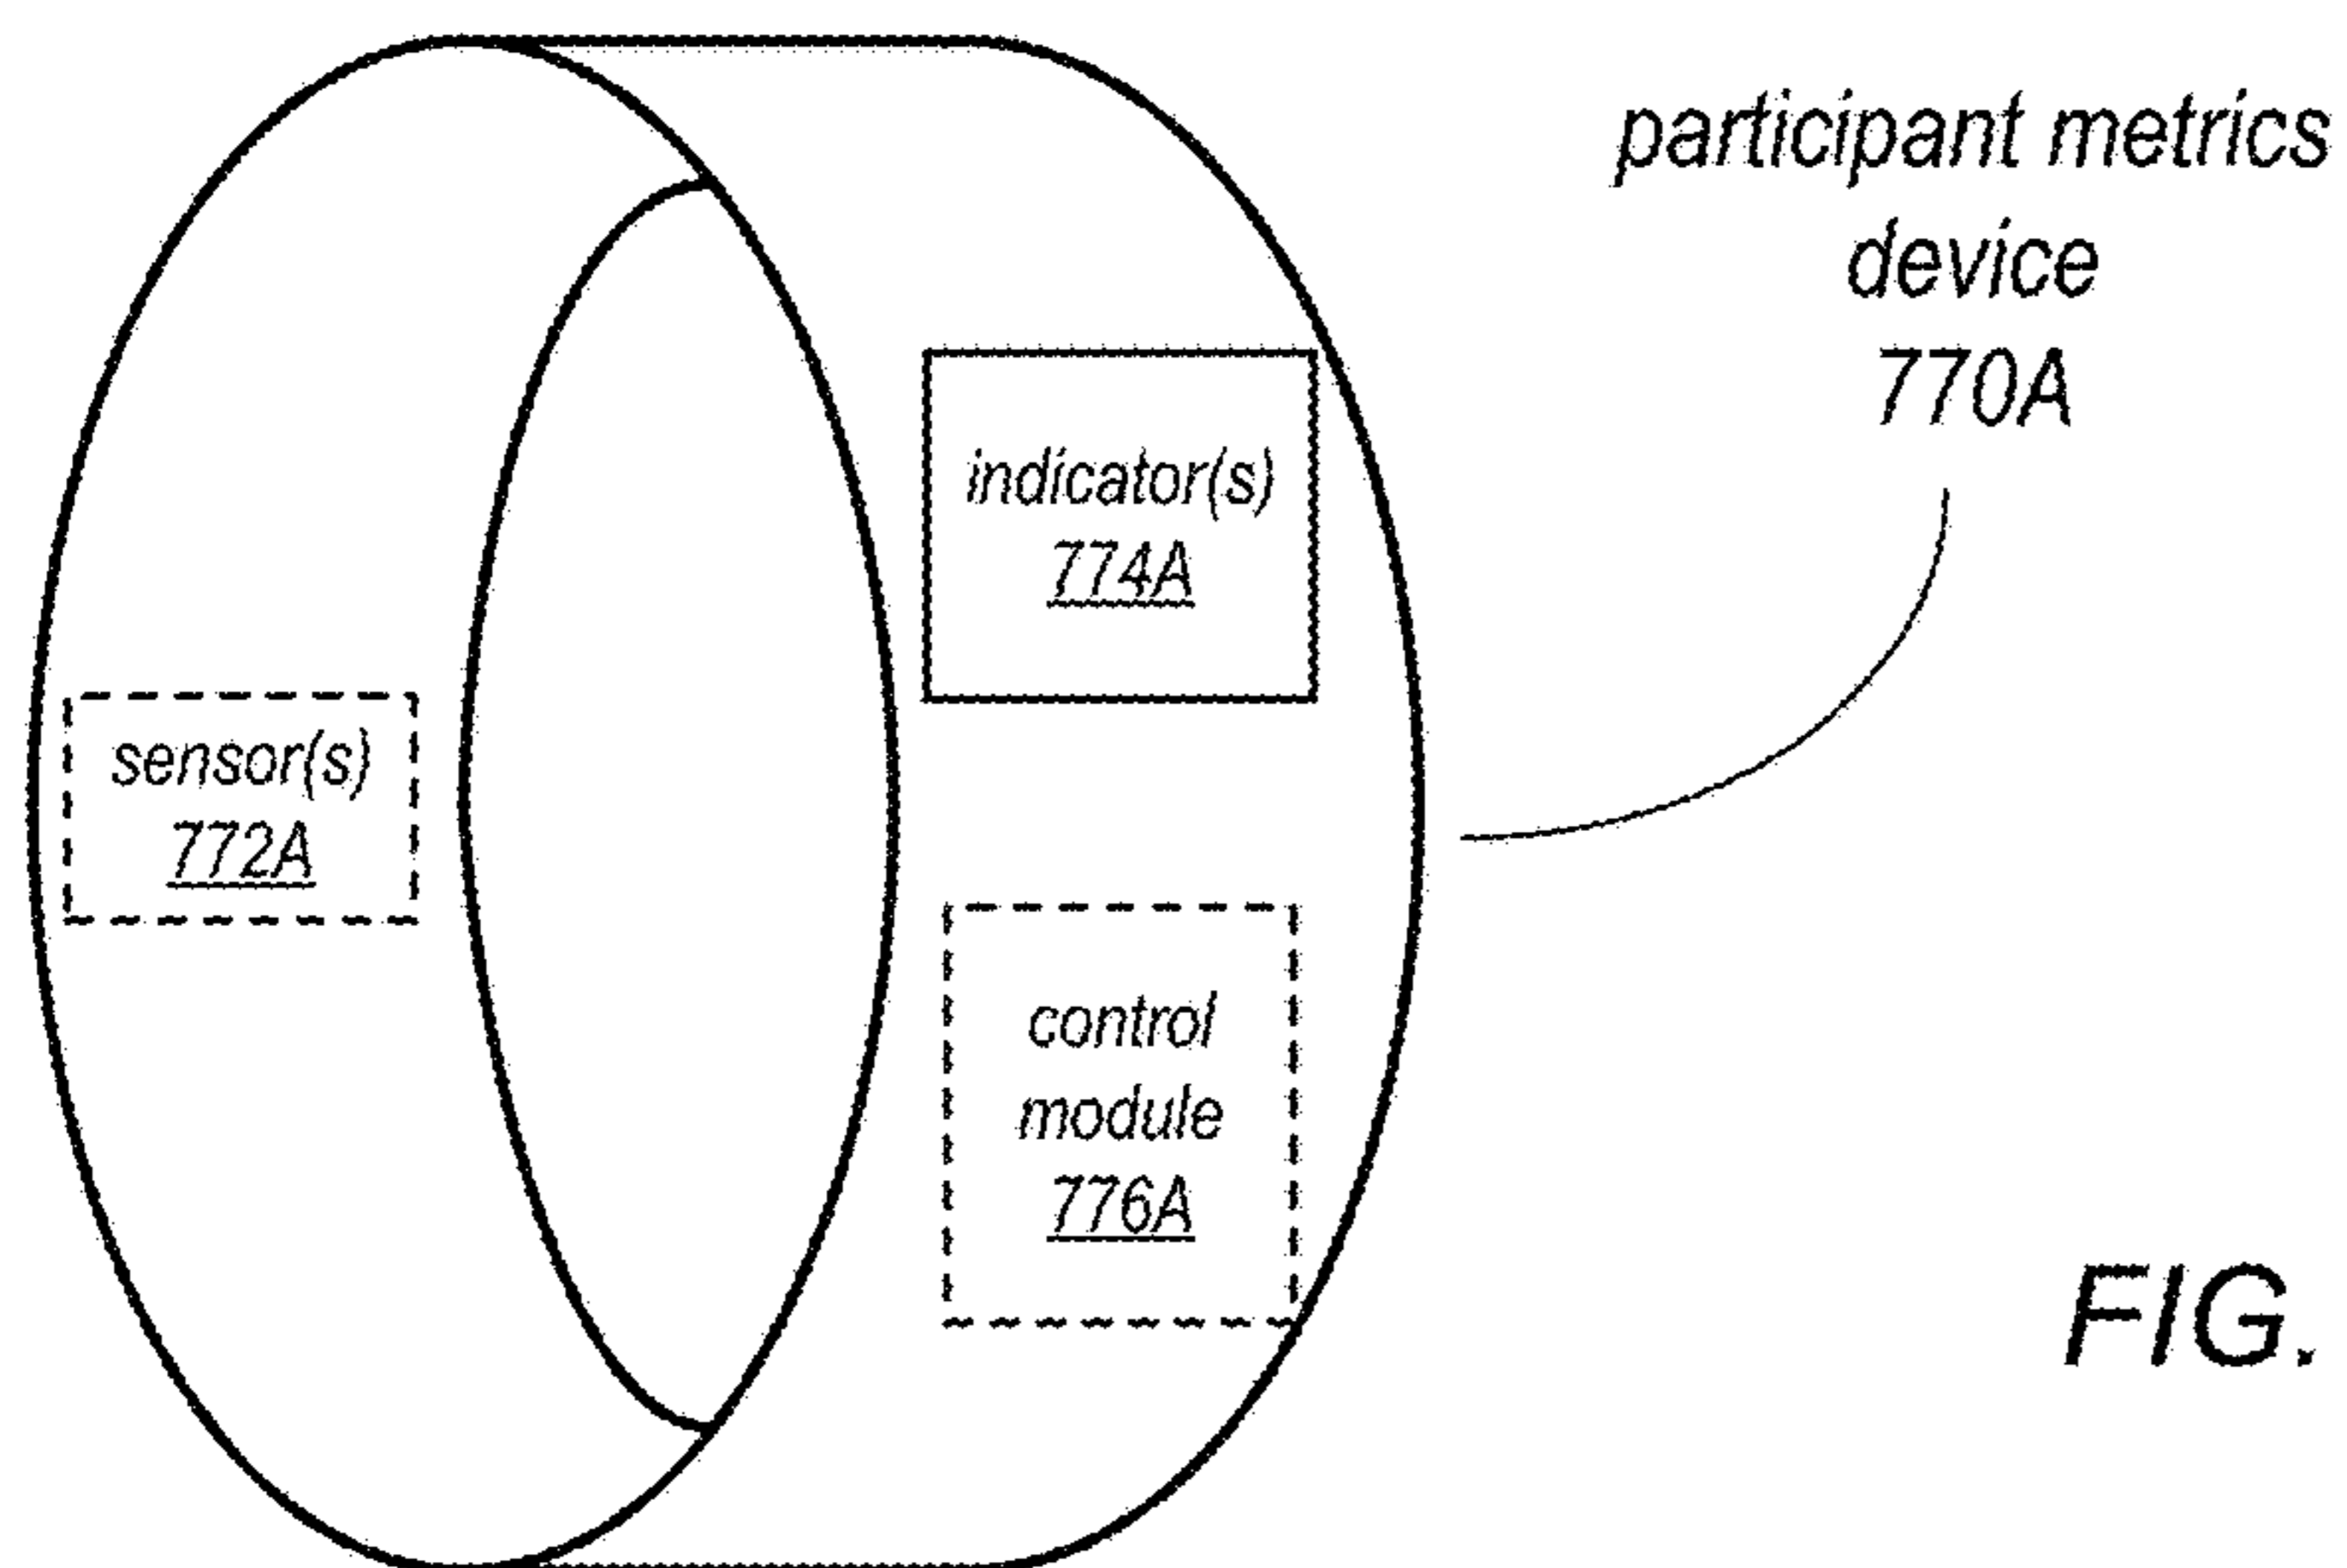 participant metrics
device
770A
indicator(s)
774A
sensor(s)
772A
control
module
776A
FIG.